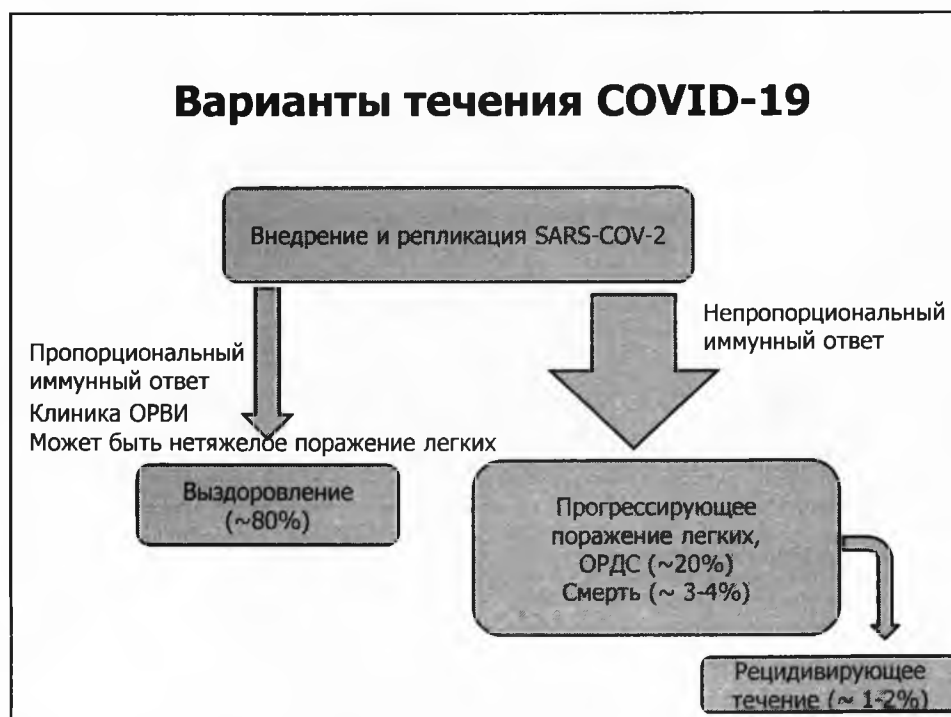 Варианты течения COVID-19
Внедрение и репликация SARS-COV-2
Непропорциональный
иммунный ответ
Пропорциональный
иммунный ответ
Клиника ОРВИ
Может быть нетяжелое поражение легких
Выздоровление
(~80%)
Прогрессирующее
поражение легких,
ОРДС (~20%)
Смерть (~ 3-4%)
Рецидивирующее
течение (~ 1-2%)